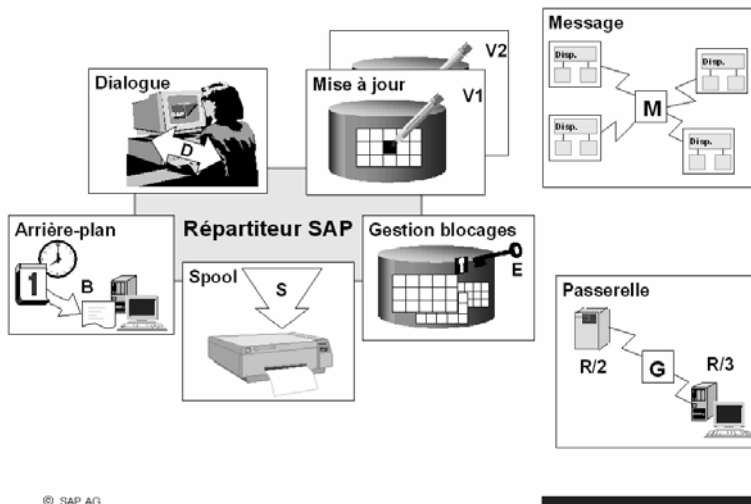 Message
Disp.
Disp.
M
Disp.
Disp.
V2
Mise à jour
V1
Dialogue
D
Répartiteur SAP
Arrière-plan
1
B
Spool
S
Gestion blocages
1
E
Passerelle
R/2
G
R/3
© SAP AG